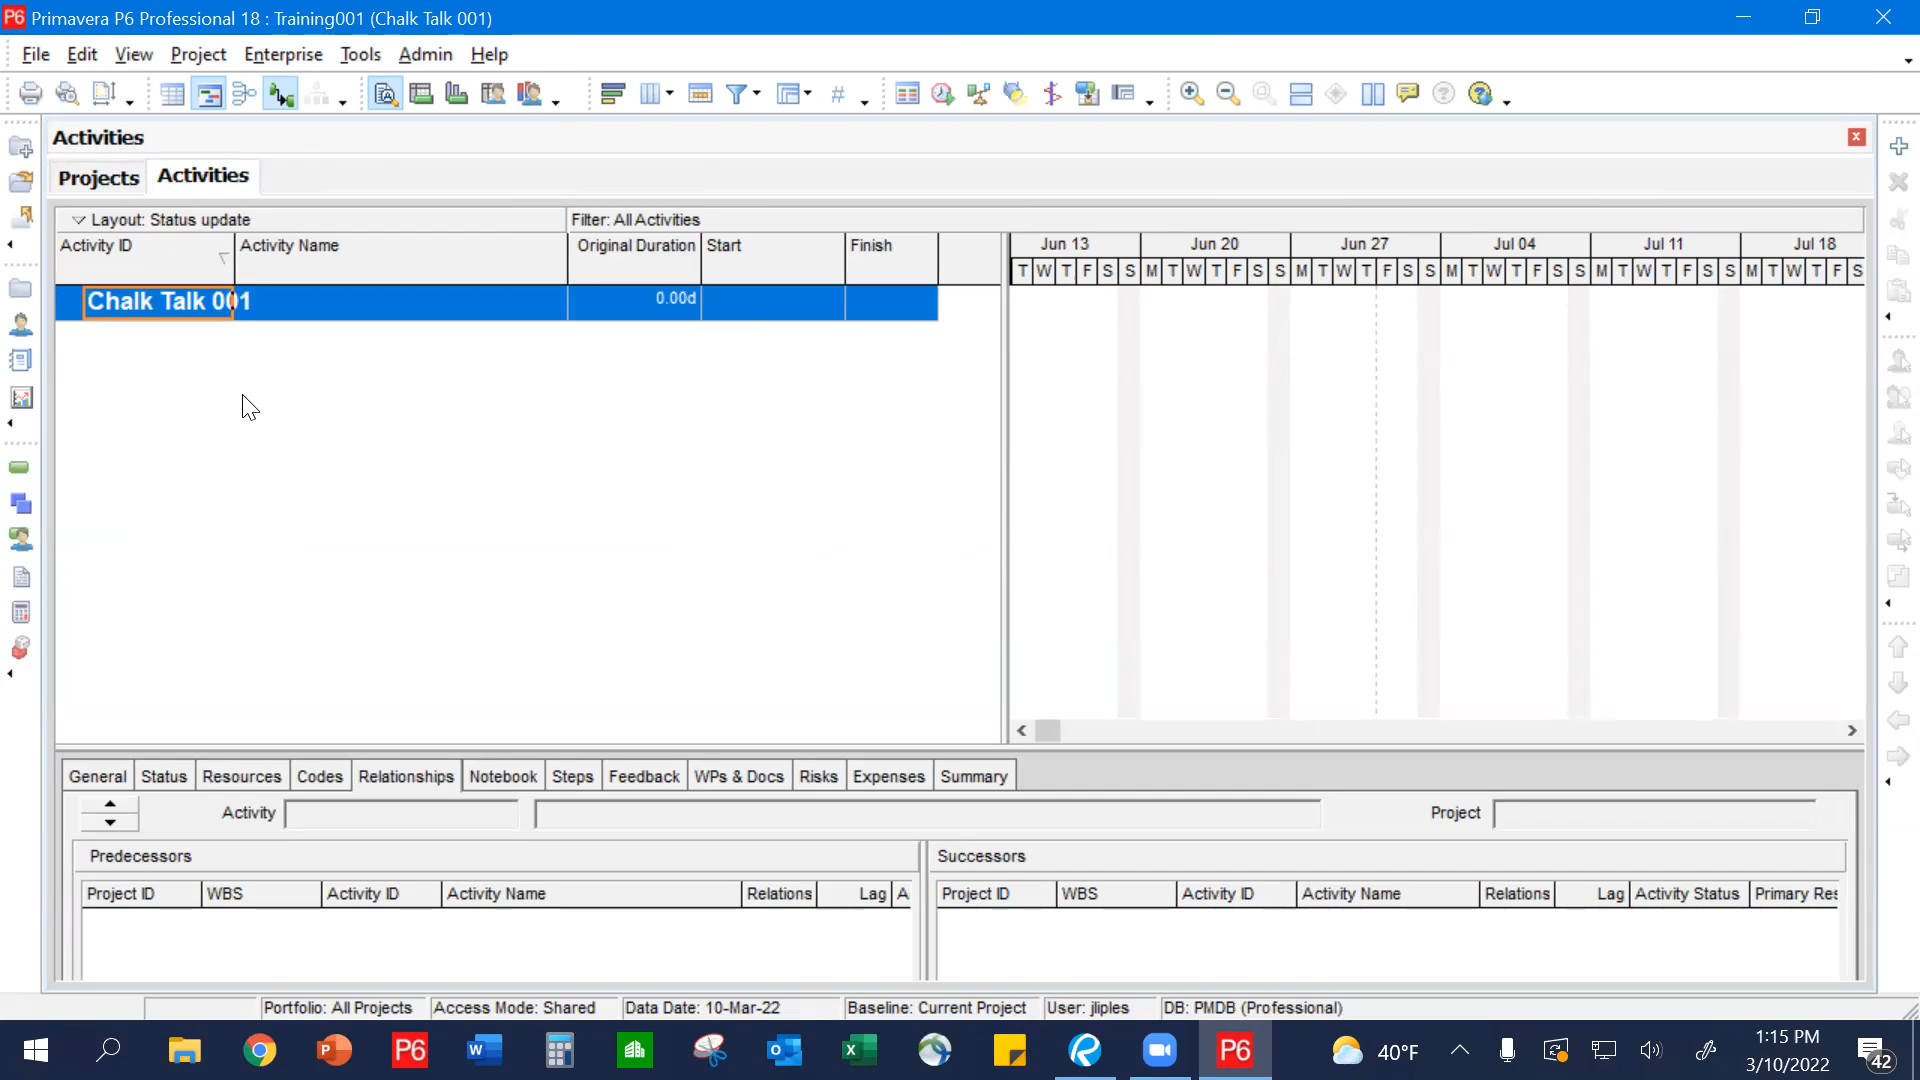 P6 Primavera P6 Professional 18 : Training001 (Chalk Talk 001)
File Edit View Project Enterprise Tools Admin Help
Activities
Projects Activities
Layout: Status update Filter: All Activities
Activity ID Activity Name Original Duration Start Finish
Jun 13 Jun 20 Jun 27 Jul 04 Jul 11 Jul 18
T W T F S S M T W T F S S M T W T F S S M T W T F S S M T W T F S S M T W T F S
Chalk Talk 001 0.00d
General Status Resources Codes Relationships Notebook Steps Feedback WPs & Docs Risks Expenses Summary
Activity Project
Predecessors Successors
Project ID WBS Activity ID Activity Name Relations Lag A Project ID WBS Activity ID Activity Name Relations Lag Activity Status Primary Res
Portfolio: All Projects Access Mode: Shared Data Date: 10-Mar-22 Baseline: Current Project User: jliples DB: PMDB (Professional)
40°F
1:15 PM
3/10/2022
42